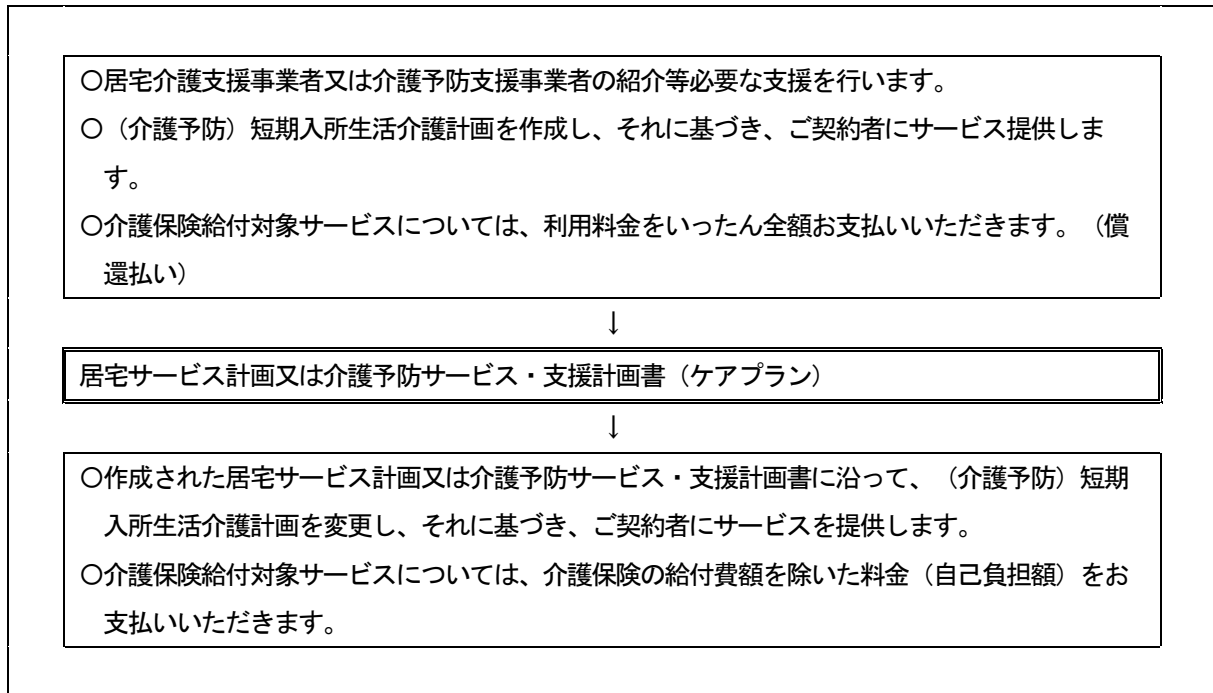 ○居宅介護支援事業者又は介護予防支援事業者の紹介等必要な支援を行います。
○（介護予防）短期入所生活介護計画を作成し、それに基づき、ご契約者にサービス提供しま
す。
○介護保険給付対象サービスについては、利用料金をいったん全額お支払いいただきます。（償
還払い）
↓
居宅サービス計画又は介護予防サービス・支援計画書（ケアプラン）
↓
○作成された居宅サービス計画又は介護予防サービス・支援計画書に沿って、（介護予防）短期
入所生活介護計画を変更し、それに基づき、ご契約者にサービスを提供します。
○介護保険給付対象サービスについては、介護保険の給付費額を除いた料金（自己負担額）をお
支払いいただきます。